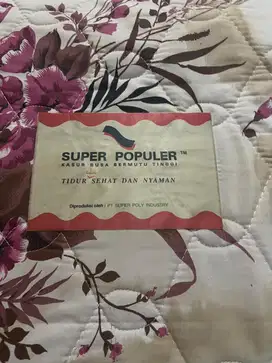 SUPER POPULER™
KASUR BUSA BERMUTU TINGGI
TIDUR SEHAT DAN NYAMAN
Diproduksi oleh : PT SUPER POLY INDUSTRY